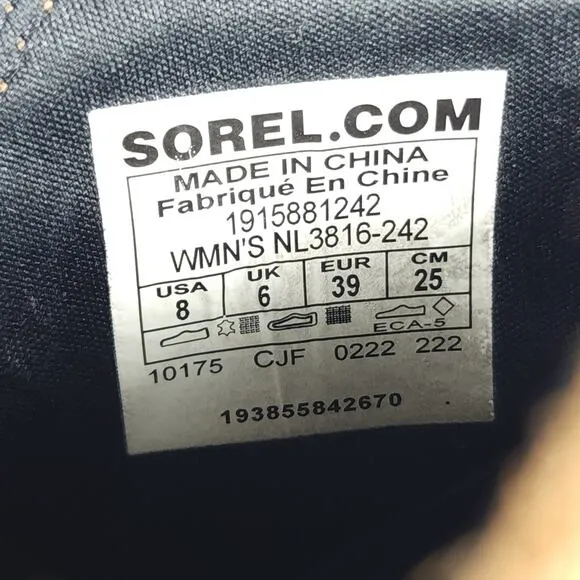 SOREL.COM
MADE IN CHINA
Fabriqué En Chine
1915881242
WMN'S NL3816-242
USA UK EUR CM
8 6 39 25
ECA-5
10175 CJF 0222 222
193855842670